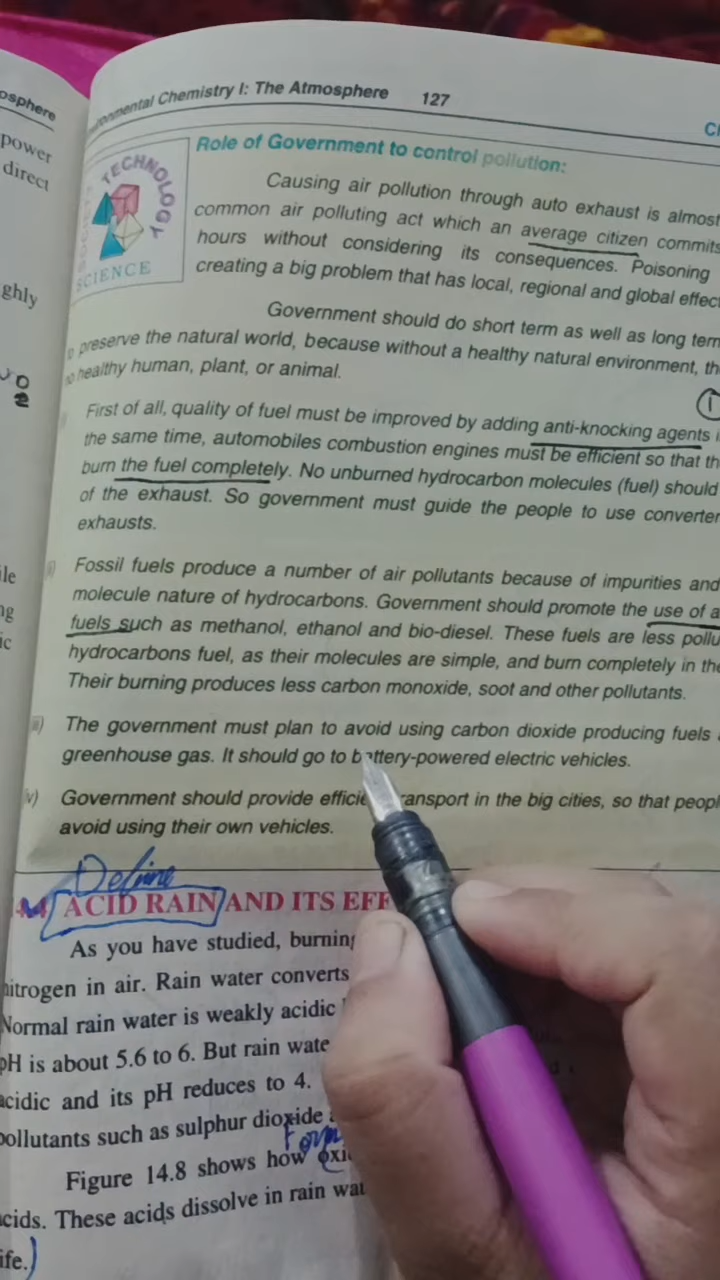 osphere
power
direct
ghly
Environmental Chemistry I: The Atmosphere 127
TECHNOLOGY
SOCIETY
SCIENCE
Role of Government to control pollution:
Causing air pollution through auto exhaust is almost
common air polluting act which an average citizen commits
hours without considering its consequences. Poisoning
creating a big problem that has local, regional and global effec
Government should do short term as well as long term
to preserve the natural world, because without a healthy natural environment, th
no healthy human, plant, or animal.
1
First of all, quality of fuel must be improved by adding anti-knocking agents i
the same time, automobiles combustion engines must be efficient so that th
burn the fuel completely. No unburned hydrocarbon molecules (fuel) should
of the exhaust. So government must guide the people to use converter
exhausts.
ii) Fossil fuels produce a number of air pollutants because of impurities and
molecule nature of hydrocarbons. Government should promote the use of a
fuels such as methanol, ethanol and bio-diesel. These fuels are less pollu
hydrocarbons fuel, as their molecules are simple, and burn completely in the
Their burning produces less carbon monoxide, soot and other pollutants.
iii) The government must plan to avoid using carbon dioxide producing fuels
greenhouse gas. It should go to battery-powered electric vehicles.
iv) Government should provide efficie transport in the big cities, so that peopl
avoid using their own vehicles.
Define
ACID RAIN AND ITS EFF
As you have studied, burning
nitrogen in air. Rain water converts
Normal rain water is weakly acidic
pH is about 5.6 to 6. But rain wate
acidic and its pH reduces to 4.
pollutants such as sulphur dioxide
Form
Figure 14.8 shows how oxi
cids. These acids dissolve in rain wat
ife.)